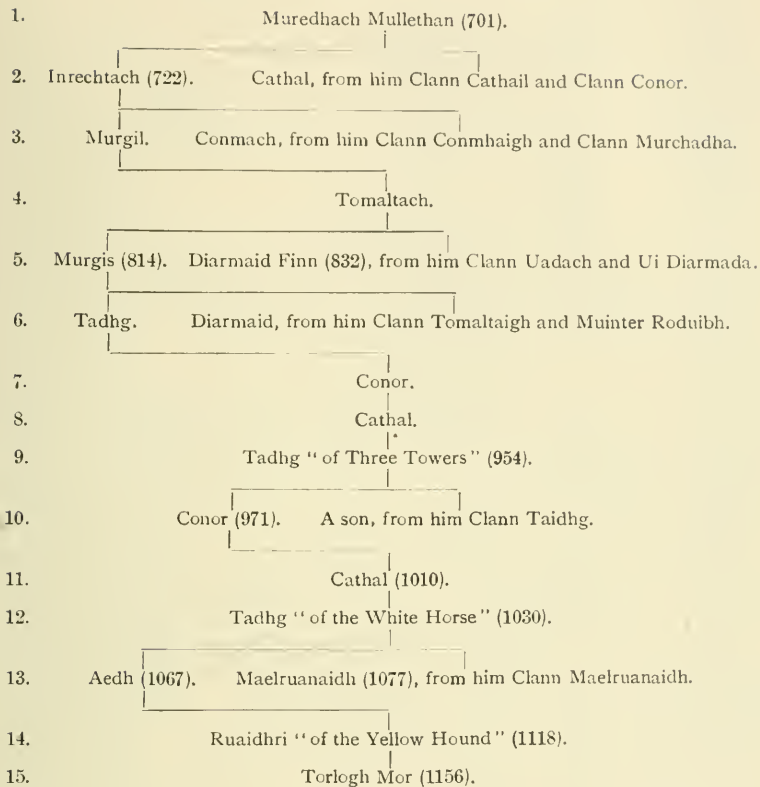 1. Muredhach Mullethan (701).
2. Inrechtach (722). Cathal, from him Clann Cathail and Clann Conor.
3. Murgil. Conmach, from him Clann Conmhaigh and Clann Murchadha.
4. Tomaltach.
5. Murgis (814). Diarmaid Finn (832), from him Clann Uadach and Ui Diarmada.
6. Tadhg. Diarmaid, from him Clann Tomaltaigh and Muinter Roduibh.
7. Conor.
8. Cathal.
9. Tadhg "of Three Towers" (954).
10. Conor (971). A son, from him Clann Taidhg.
11. Cathal (1010).
12. Tadhg "of the White Horse" (1030).
13. Aedh (1067). Maelruanaidh (1077), from him Clann Maelruanaidh.
14. Ruaidhri "of the Yellow Hound" (1118).
15. Torlogh Mor (1156).